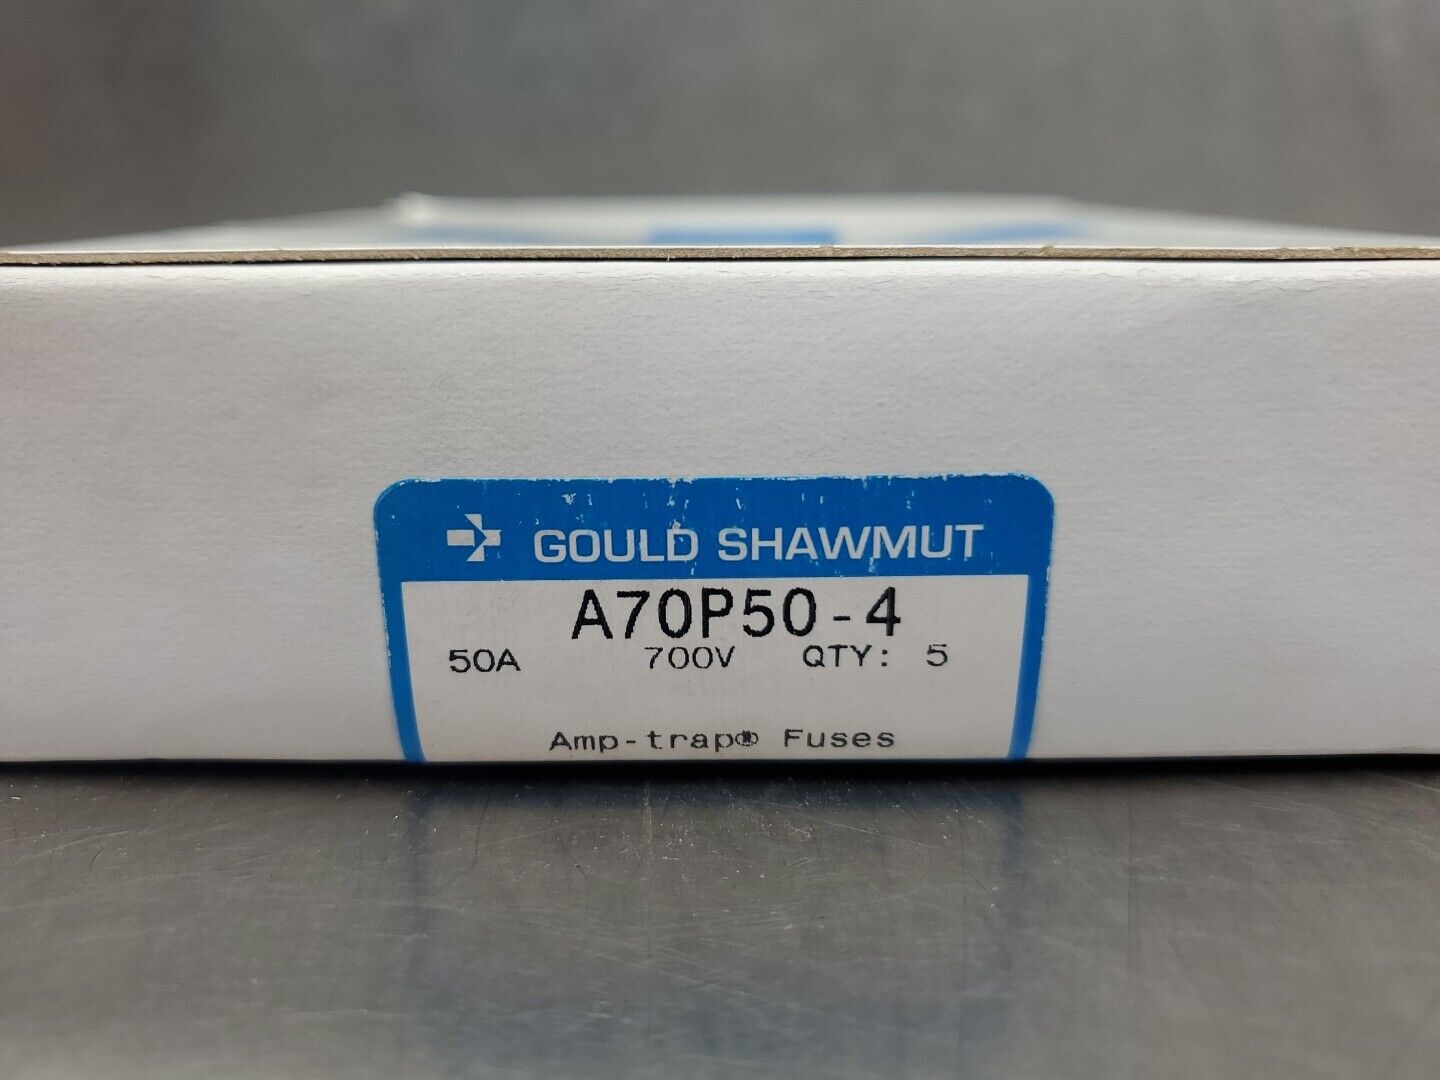 GOULD SHAWMUT
A70P50-4
50A 700V QTY: 5
Amp-trap® Fuses